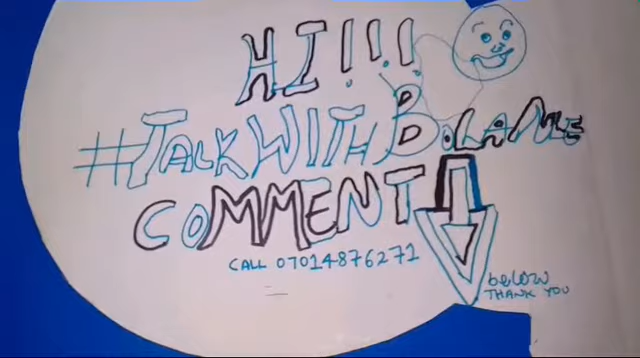 HI!!!
#TALKWITHBOLANLE
COMMENT
CALL 07014876271
below
THANK YOU